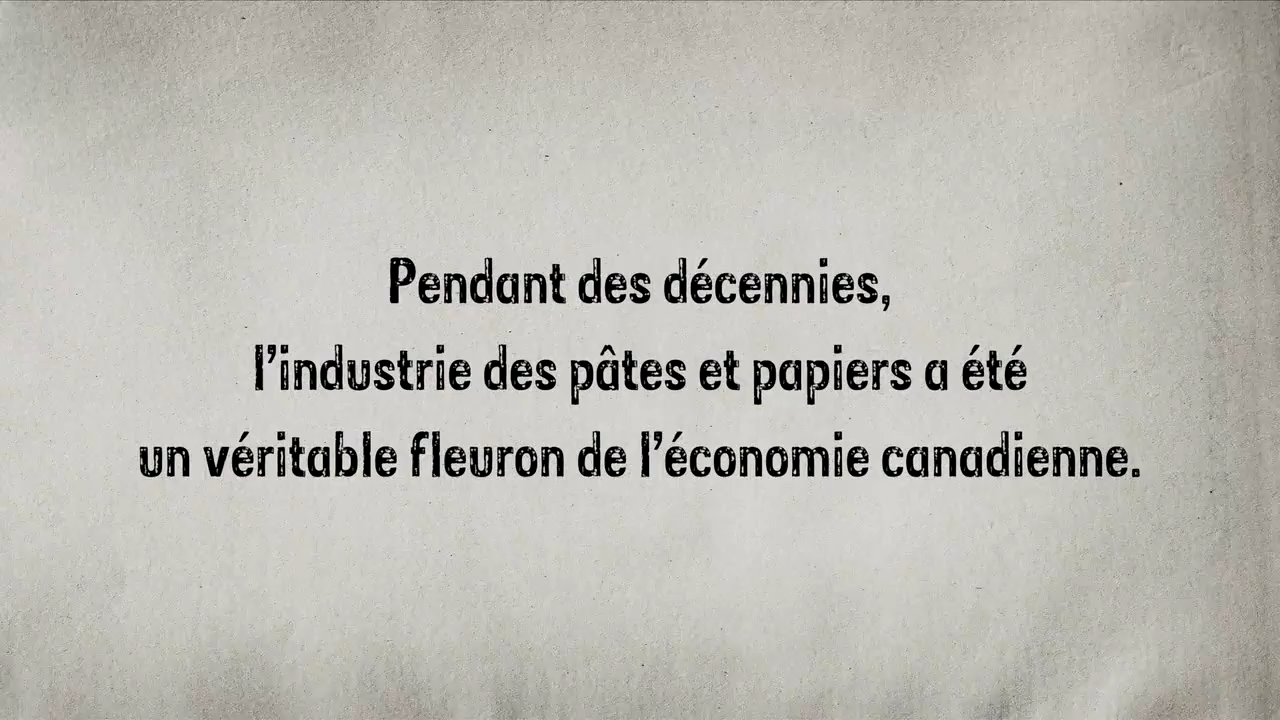 Pendant des décennies,
l’industrie des pâtes et papiers a été
un véritable fleuron de l’économie canadienne.